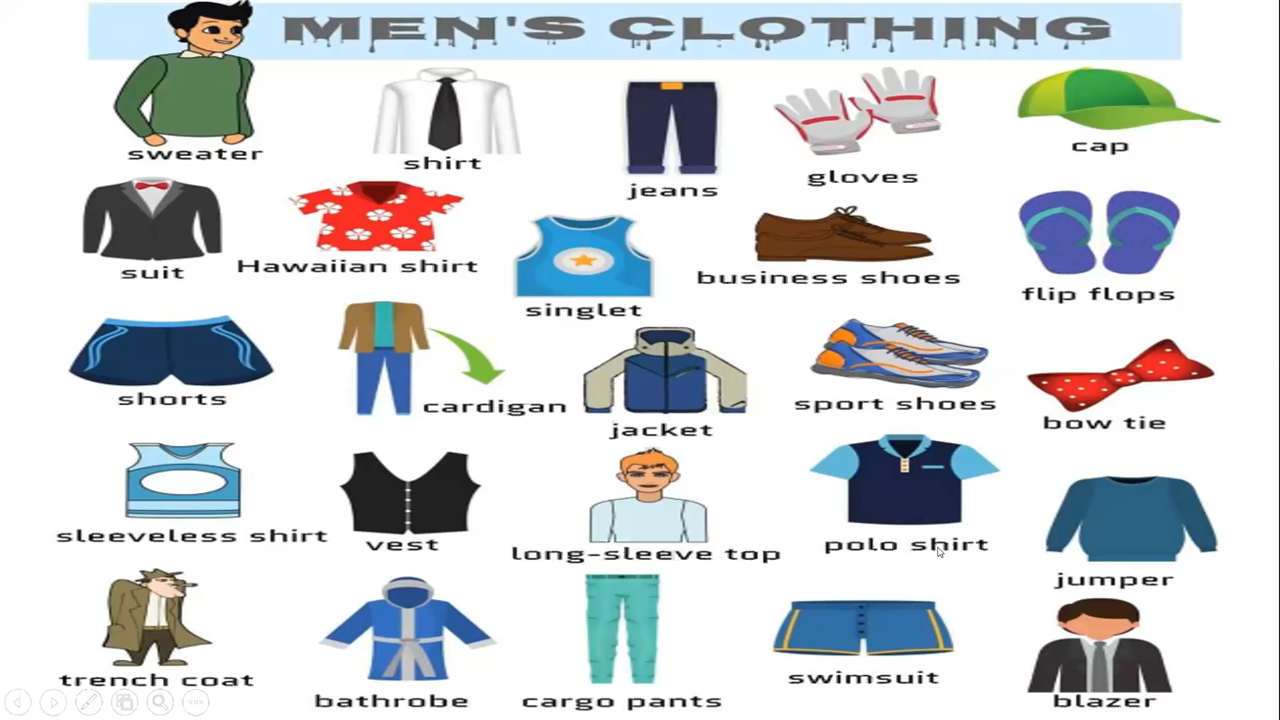 MEN'S CLOTHING
sweater
shirt
jeans
gloves
cap
suit
Hawaiian shirt
singlet
business shoes
flip flops
shorts
cardigan
jacket
sport shoes
bow tie
sleeveless shirt
vest
long-sleeve top
polo shirt
jumper
trench coat
bathrobe
cargo pants
swimsuit
blazer